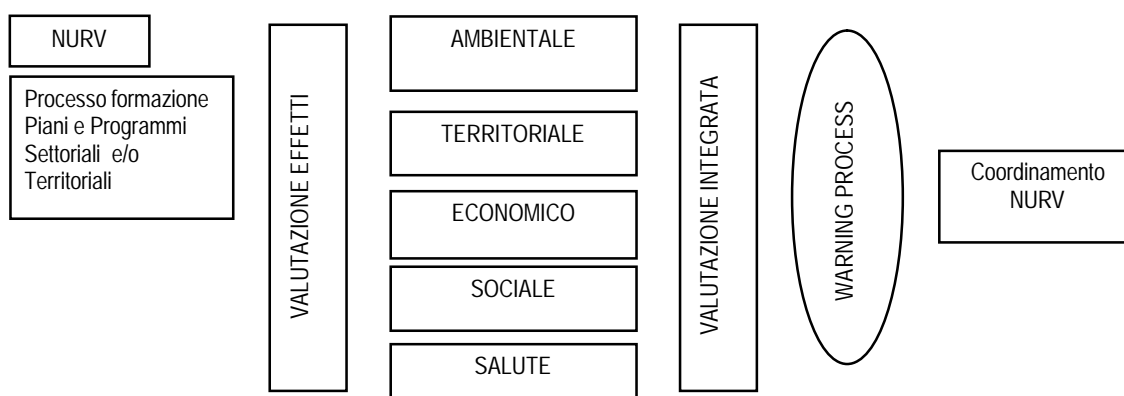 NURV
Processo formazione
Piani e Programmi
Settoriali e/o
Territoriali
VALUTAZIONE EFFETTI
AMBIENTALE
TERRITORIALE
ECONOMICO
SOCIALE
SALUTE
VALUTAZIONE INTEGRATA
WARNING PROCESS
Coordinamento
NURV